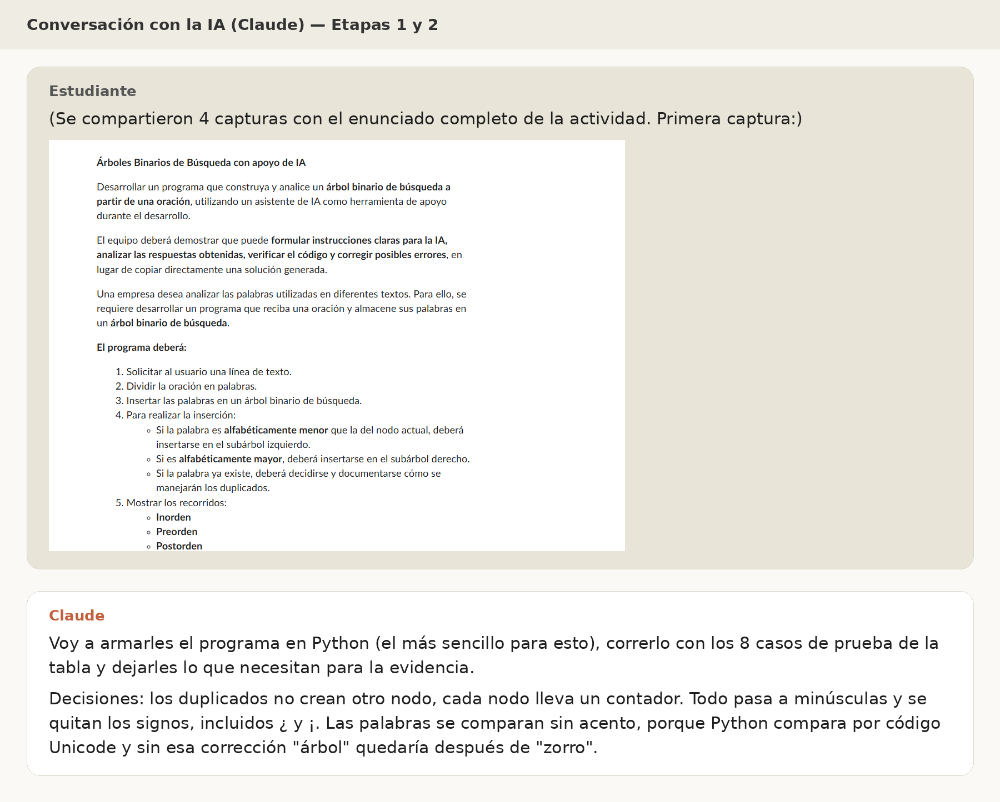 Conversación con la IA (Claude) — Etapas 1 y 2
Estudiante
(Se compartieron 4 capturas con el enunciado completo de la actividad. Primera captura:)
Árboles Binarios de Búsqueda con apoyo de IA
Desarrollar un programa que construya y analice un árbol binario de búsqueda a
partir de una oración, utilizando un asistente de IA como herramienta de apoyo
durante el desarrollo.
El equipo deberá demostrar que puede formular instrucciones claras para la IA,
analizar las respuestas obtenidas, verificar el código y corregir posibles errores, en
lugar de copiar directamente una solución generada.
Una empresa desea analizar las palabras utilizadas en diferentes textos. Para ello, se
requiere desarrollar un programa que reciba una oración y almacene sus palabras en
un árbol binario de búsqueda.
El programa deberá:
1. Solicitar al usuario una línea de texto.
2. Dividir la oración en palabras.
3. Insertar las palabras en un árbol binario de búsqueda.
4. Para realizar la inserción:
◦ Si la palabra es alfabéticamente menor que la del nodo actual, deberá
insertarse en el subárbol izquierdo.
◦ Si es alfabéticamente mayor, deberá insertarse en el subárbol derecho.
◦ Si la palabra ya existe, deberá decidirse y documentarse cómo se
manejarán los duplicados.
5. Mostrar los recorridos:
◦ Inorden
◦ Preorden
◦ Postorden
Claude
Voy a armarles el programa en Python (el más sencillo para esto), correrlo con los 8 casos de prueba de la
tabla y dejarles lo que necesitan para la evidencia.
Decisiones: los duplicados no crean otro nodo, cada nodo lleva un contador. Todo pasa a minúsculas y se
quitan los signos, incluidos ¿ y ¡. Las palabras se comparan sin acento, porque Python compara por código
Unicode y sin esa corrección "árbol" quedaría después de "zorro".